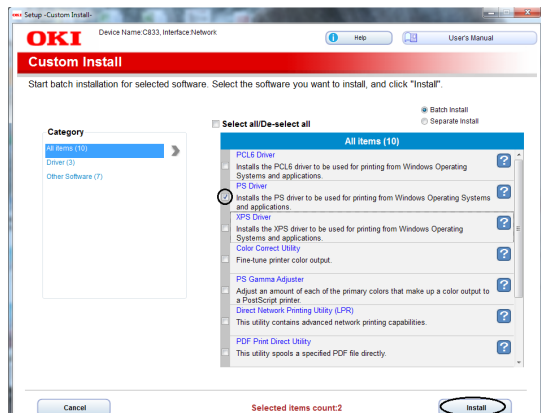 Setup -Custom Install-
OKI
Device Name:C833, Interface:Network
Help
User's Manual
Custom Install
Start batch installation for selected software. Select the software you want to install, and click "Install".
Batch Install
Separate Install
Category
Select all/De-select all
All items (10)
Driver (3)
Other Software (7)
All items (10)
PCL6 Driver
Installs the PCL6 driver to be used for printing from Windows Operating
Systems and applications.
PS Driver
Installs the PS driver to be used for printing from Windows Operating Systems
and applications.
XPS Driver
Installs the XPS driver to be used for printing from Windows Operating
Systems and applications.
Color Correct Utility
Fine-tune printer color output.
PS Gamma Adjuster
Adjust an amount of each of the primary colors that make up a color output to
a PostScript printer.
Direct Network Printing Utility (LPR)
This utility contains advanced network printing capabilities.
PDF Print Direct Utility
This utility spools a specified PDF file directly.
Cancel
Selected items count:2
Install